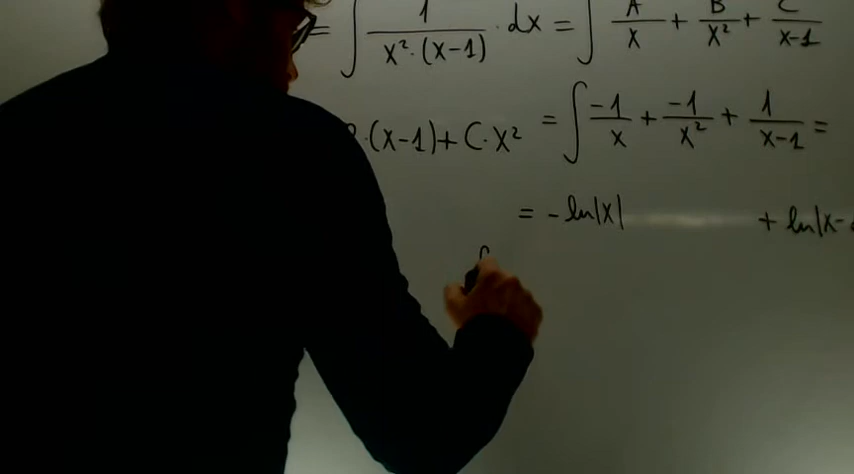 = ∫ 1/(x²·(x-1)) · dx = ∫ A/x + B/x² + C/(x-1)
·(x-1) + C·x² = ∫ -1/x + -1/x² + 1/(x-1) =
= - ln|x| + ln|x-